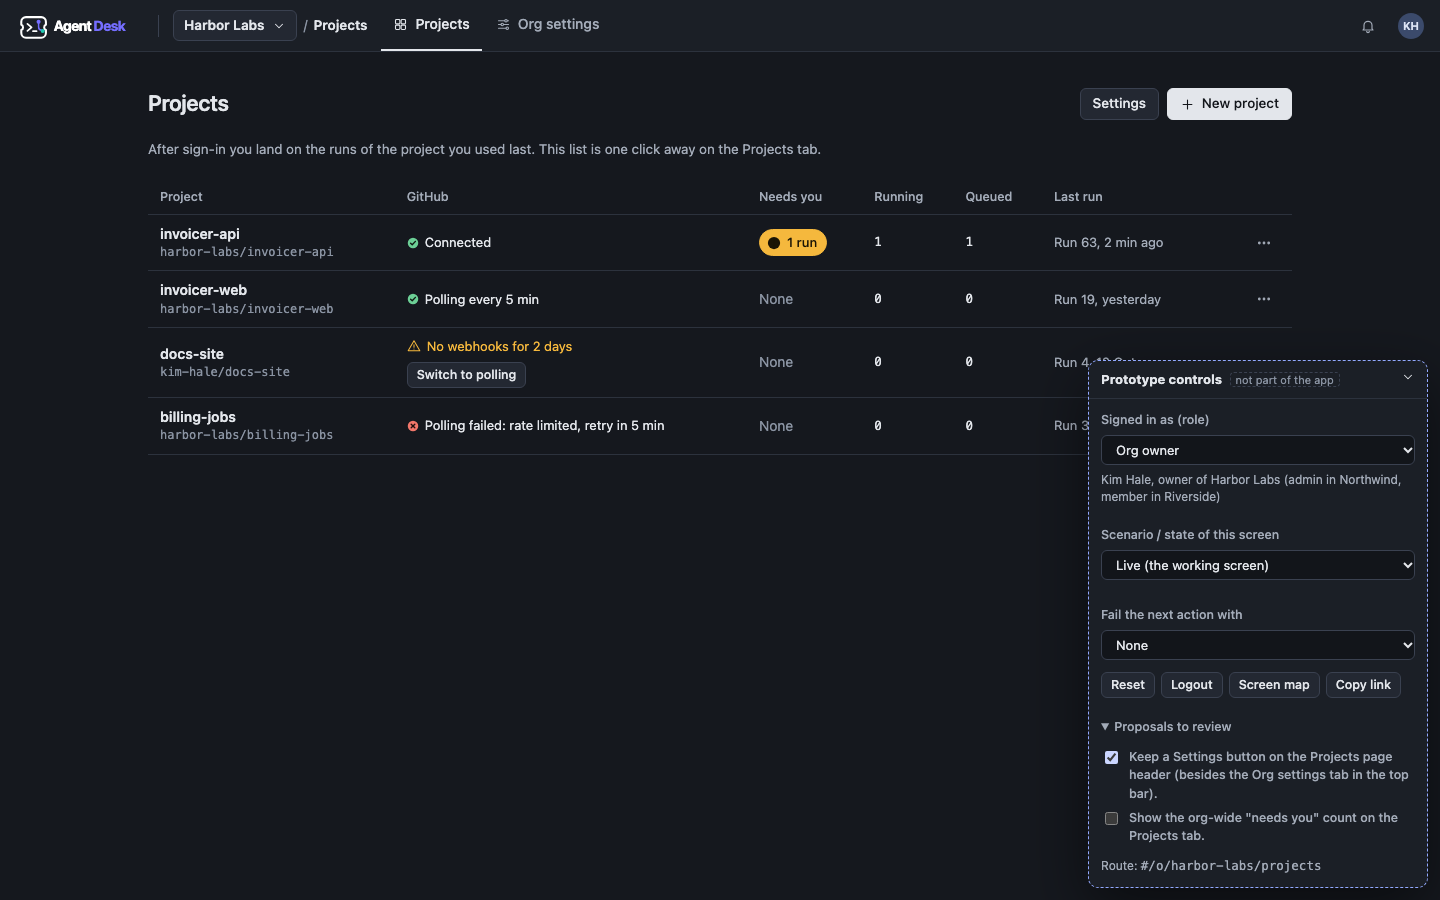 AgentDesk
Harbor Labs / Projects
Projects
Org settings
KH
Projects
Settings
New project
After sign-in you land on the runs of the project you used last. This list is one click away on the Projects tab.
Project GitHub Needs you Running Queued Last run
invoicer-api
harbor-labs/invoicer-api
Connected
1 run
1
1
Run 63, 2 min ago
invoicer-web
harbor-labs/invoicer-web
Polling every 5 min
None
0
0
Run 19, yesterday
docs-site
kim-hale/docs-site
No webhooks for 2 days
Switch to polling
None
0
0
Run 4
billing-jobs
harbor-labs/billing-jobs
Polling failed: rate limited, retry in 5 min
None
0
0
Run 3
Prototype controls not part of the app
Signed in as (role)
Org owner
Kim Hale, owner of Harbor Labs (admin in Northwind,
member in Riverside)
Scenario / state of this screen
Live (the working screen)
Fail the next action with
None
Reset Logout Screen map Copy link
Proposals to review
Keep a Settings button on the Projects page
header (besides the Org settings tab in the top
bar).
Show the org-wide "needs you" count on the
Projects tab.
Route: #/o/harbor-labs/projects